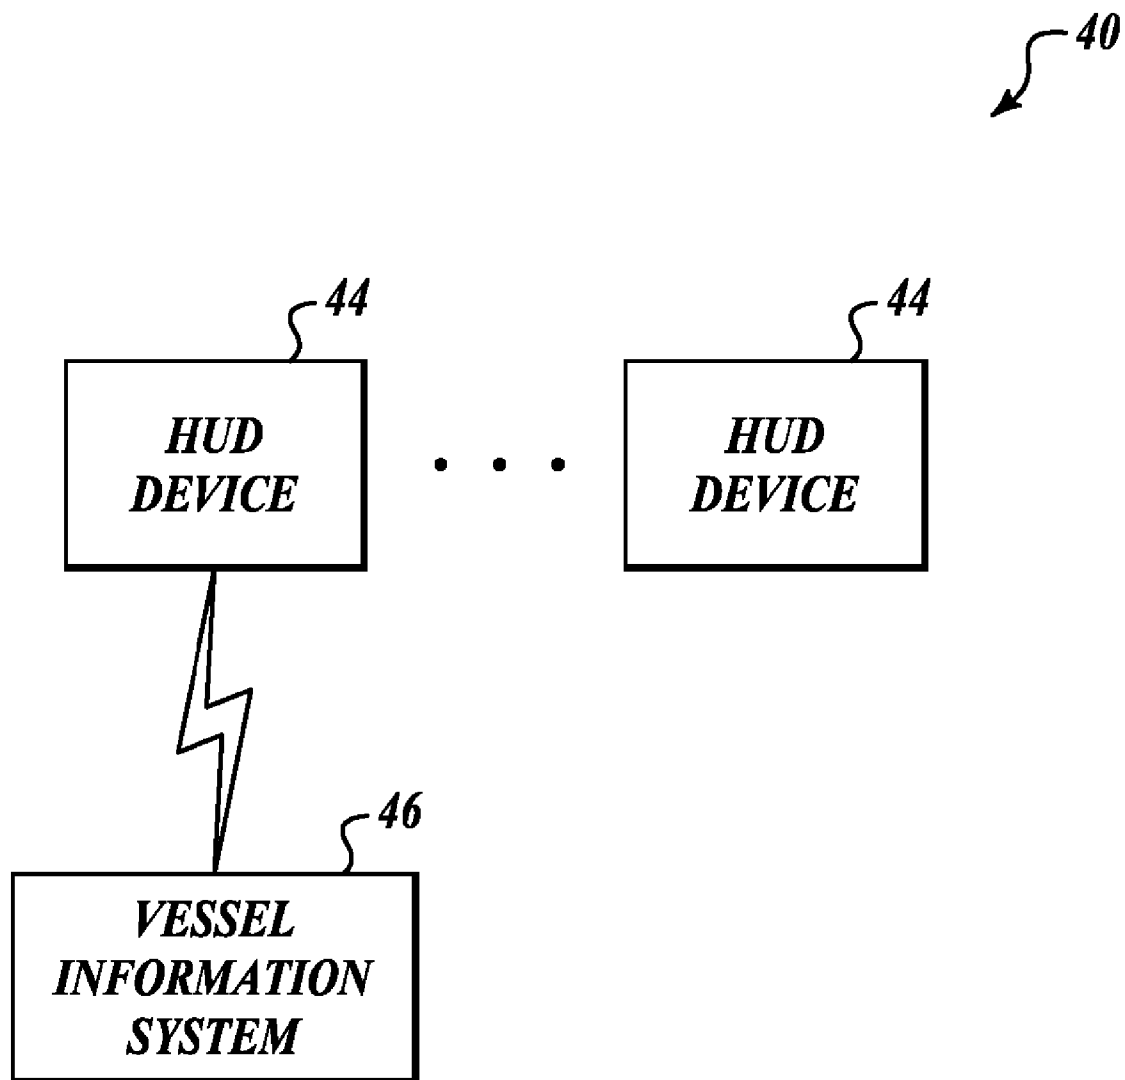 40
44
44
HUD
DEVICE
HUD
DEVICE
46
VESSEL
INFORMATION
SYSTEM